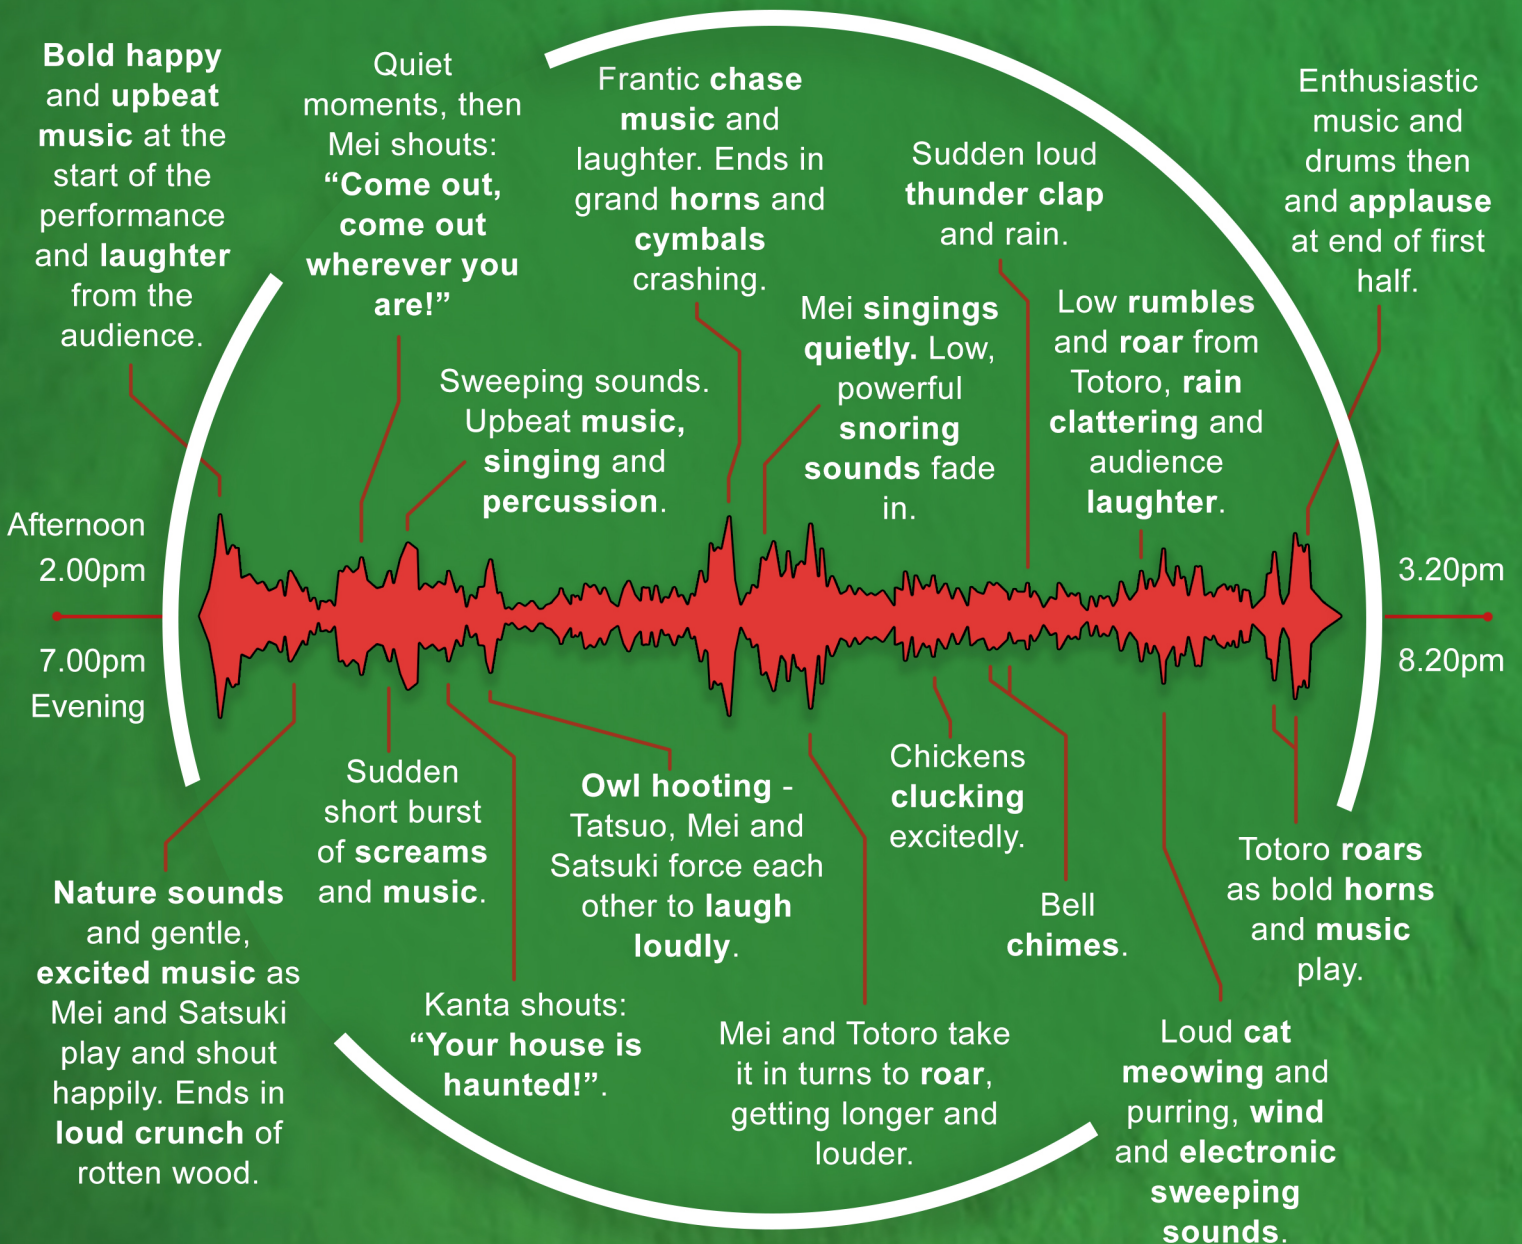 Bold happy
and upbeat
music at the
start of the
performance
and laughter
from the
audience.
Quiet
moments, then
Mei shouts:
“Come out,
come out
wherever you
are!”
Frantic chase
music and
laughter. Ends in
grand horns and
cymbals
crashing.
Sudden loud
thunder clap
and rain.
Enthusiastic
music and
drums then
and applause
at end of first
half.
Sweeping sounds.
Upbeat music,
singing and
percussion.
Mei singings
quietly. Low,
powerful
snoring
sounds fade
in.
Low rumbles
and roar from
Totoro, rain
clattering and
audience
laughter.
Afternoon
2.00pm
7.00pm
Evening
3.20pm
8.20pm
Nature sounds
and gentle,
excited music as
Mei and Satsuki
play and shout
happily. Ends in
loud crunch of
rotten wood.
Sudden
short burst
of screams
and music.
Kanta shouts:
“Your house is
haunted!”.
Owl hooting -
Tatsuo, Mei and
Satsuki force each
other to laugh
loudly.
Mei and Totoro take
it in turns to roar,
getting longer and
louder.
Chickens
clucking
excitedly.
Bell
chimes.
Loud cat
meowing and
purring, wind
and electronic
sweeping
sounds.
Totoro roars
as bold horns
and music
play.